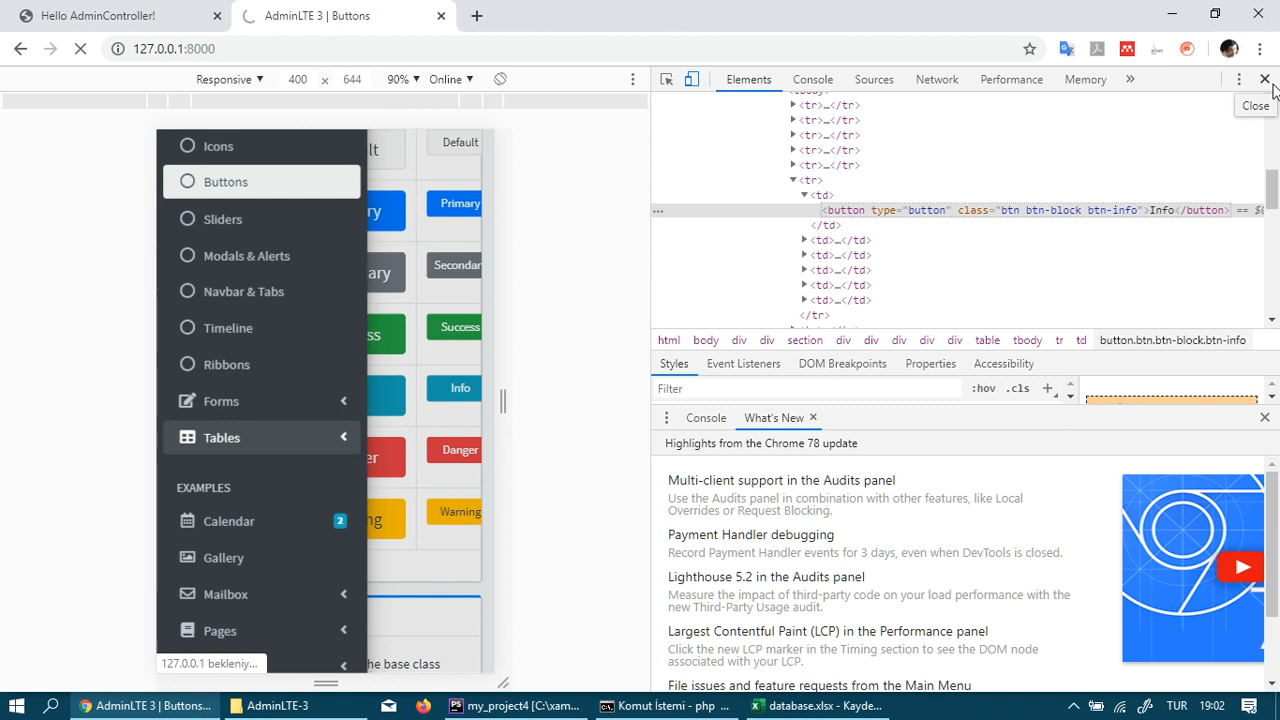 Hello AdminController!
AdminLTE 3 | Buttons
127.0.0.1:8000
Responsive 400 x 644 90% Online
Elements Console Sources Network Performance Memory »
Close
<tr>…</tr>
<tr>…</tr>
<tr>…</tr>
<tr>…</tr>
<tr>…</tr>
<tr>
<td>
<button type="button" class="btn btn-block btn-info">Info</button> ==
</td>
<td>…</td>
<td>…</td>
<td>…</td>
<td>…</td>
<td>…</td>
</tr>
html body div div section div div div div div table tbody tr td button.btn.btn-block.btn-info
Styles Event Listeners DOM Breakpoints Properties Accessibility
Filter :hov .cls +
Console What's New
Highlights from the Chrome 78 update
Multi-client support in the Audits panel
Use the Audits panel in combination with other features, like Local
Overrides or Request Blocking.
Payment Handler debugging
Record Payment Handler events for 3 days, even when DevTools is closed.
Lighthouse 5.2 in the Audits panel
Measure the impact of third-party code on your load performance with the
new Third-Party Usage audit.
Largest Contentful Paint (LCP) in the Performance panel
Click the new LCP marker in the Timing section to see the DOM node
associated with your LCP.
File issues and feature requests from the Main Menu
Icons
Buttons
Sliders
Modals & Alerts
Navbar & Tabs
Timeline
Ribbons
Forms
Tables
EXAMPLES
Calendar 2
Gallery
Mailbox
Pages
lt Default
ry Primary
ary Secondar
ss Success
Info
er Danger
ng Warning
he base class
127.0.0.1 bekleniy...
AdminLTE 3 | Buttons...
AdminLTE-3
my_project4 [C:\xam...
Komut İstemi - php ...
database.xlsx - Kayde...
TUR 19:02